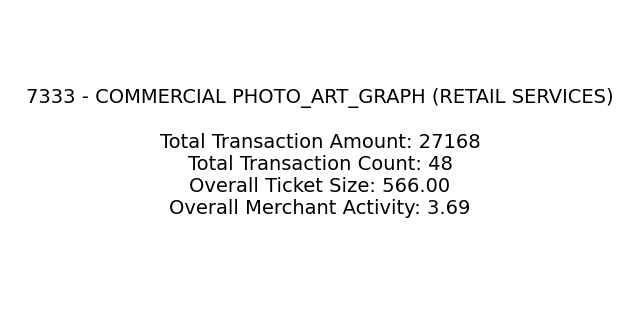 7333 - COMMERCIAL PHOTO_ART_GRAPH (RETAIL SERVICES)
Total Transaction Amount: 27168
Total Transaction Count: 48
Overall Ticket Size: 566.00
Overall Merchant Activity: 3.69